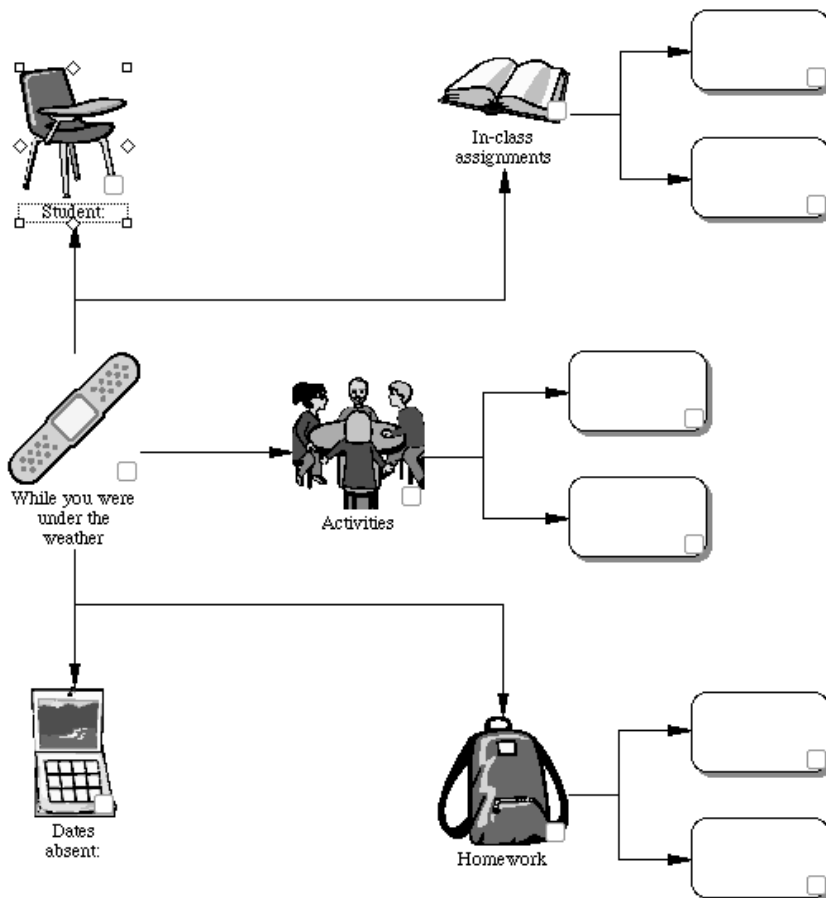 In-class
assignments
Student:
While you were
under the
weather
Activities
Dates
absent:
Homework